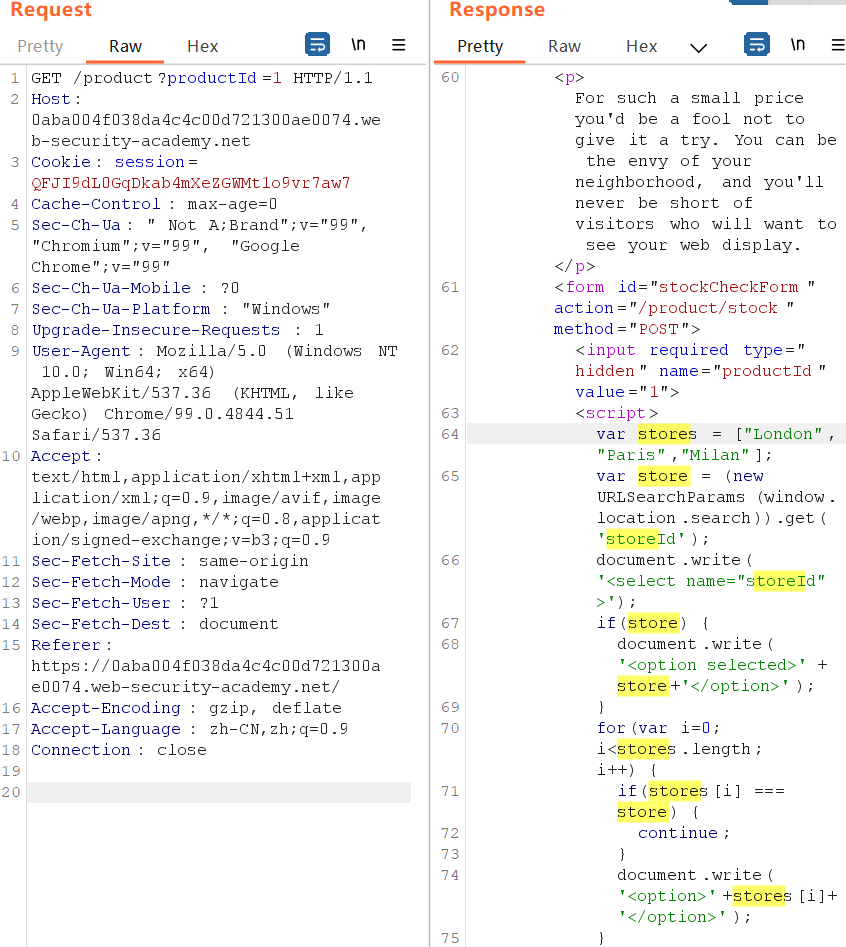 Request
Pretty Raw Hex \n
1 GET /product?productId=1 HTTP/1.1
2 Host:
0aba004f038da4c4c00d721300ae0074.we
b-security-academy.net
3 Cookie: session=
QFJI9dL0GqDkab4mXeZGWMt1o9vr7aw7
4 Cache-Control: max-age=0
5 Sec-Ch-Ua: " Not A;Brand";v="99",
"Chromium";v="99", "Google
Chrome";v="99"
6 Sec-Ch-Ua-Mobile: ?0
7 Sec-Ch-Ua-Platform: "Windows"
8 Upgrade-Insecure-Requests: 1
9 User-Agent: Mozilla/5.0 (Windows NT
10.0; Win64; x64)
AppleWebKit/537.36 (KHTML, like
Gecko) Chrome/99.0.4844.51
Safari/537.36
10 Accept:
text/html,application/xhtml+xml,app
lication/xml;q=0.9,image/avif,image
/webp,image/apng,*/*;q=0.8,applicat
ion/signed-exchange;v=b3;q=0.9
11 Sec-Fetch-Site: same-origin
12 Sec-Fetch-Mode: navigate
13 Sec-Fetch-User: ?1
14 Sec-Fetch-Dest: document
15 Referer:
https://0aba004f038da4c4c00d721300a
e0074.web-security-academy.net/
16 Accept-Encoding: gzip, deflate
17 Accept-Language: zh-CN,zh;q=0.9
18 Connection: close
19
20
Response
Pretty Raw Hex \n
60 <p>
For such a small price
you'd be a fool not to
give it a try. You can be
the envy of your
neighborhood, and you'll
never be short of
visitors who will want to
see your web display.
</p>
61 <form id="stockCheckForm"
action="/product/stock"
method="POST">
62 <input required type="
hidden" name="productId"
value="1">
63 <script>
64 var stores = ["London",
"Paris","Milan"];
65 var store = (new
URLSearchParams(window.
location.search)).get(
'storeId');
66 document.write(
'<select name="storeId"
>');
67 if(store) {
68 document.write(
'<option selected>'+
store+'</option>');
69 }
70 for(var i=0;
i<stores.length;
i++) {
71 if(stores[i] ===
store) {
72 continue;
73 }
74 document.write(
'<option>'+stores[i]+
'</option>');
75 }